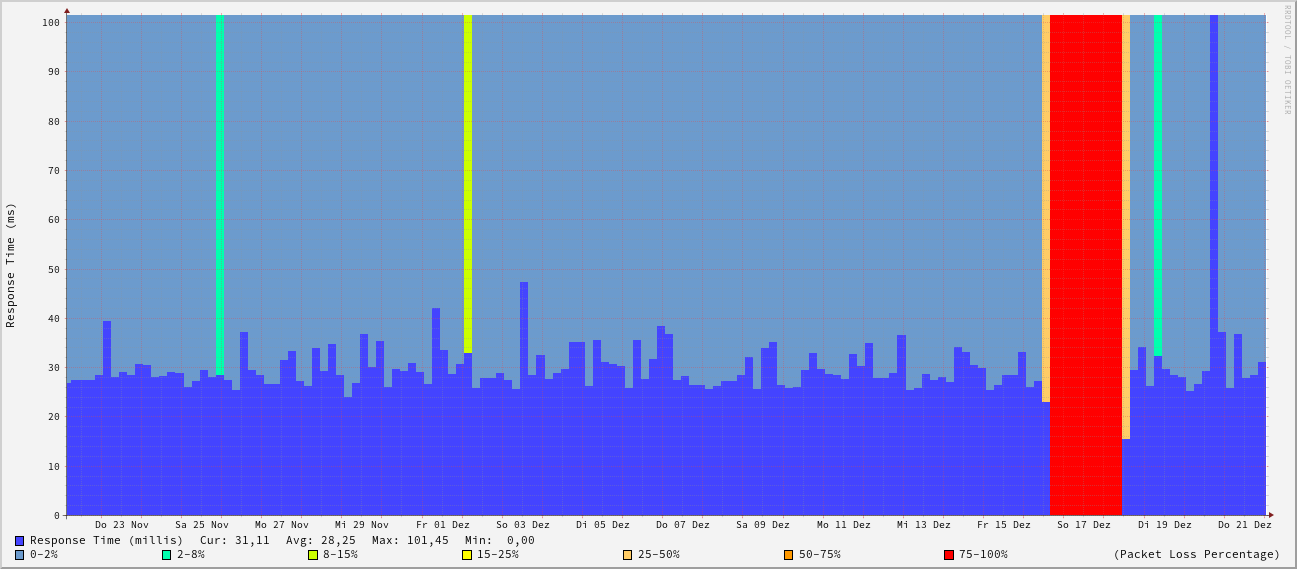 RRDTOOL / TOBI OETIKER
Response Time (ms)
100
90
80
70
60
50
40
30
20
10
0
Do 23 Nov Sa 25 Nov Mo 27 Nov Mi 29 Nov Fr 01 Dez So 03 Dez Di 05 Dez Do 07 Dez Sa 09 Dez Mo 11 Dez Mi 13 Dez Fr 15 Dez So 17 Dez Di 19 Dez Do 21 Dez
Response Time (millis) Cur: 31,11 Avg: 28,25 Max: 101,45 Min: 0,00
0-2% 2-8% 8-15% 15-25% 25-50% 50-75% 75-100% (Packet Loss Percentage)